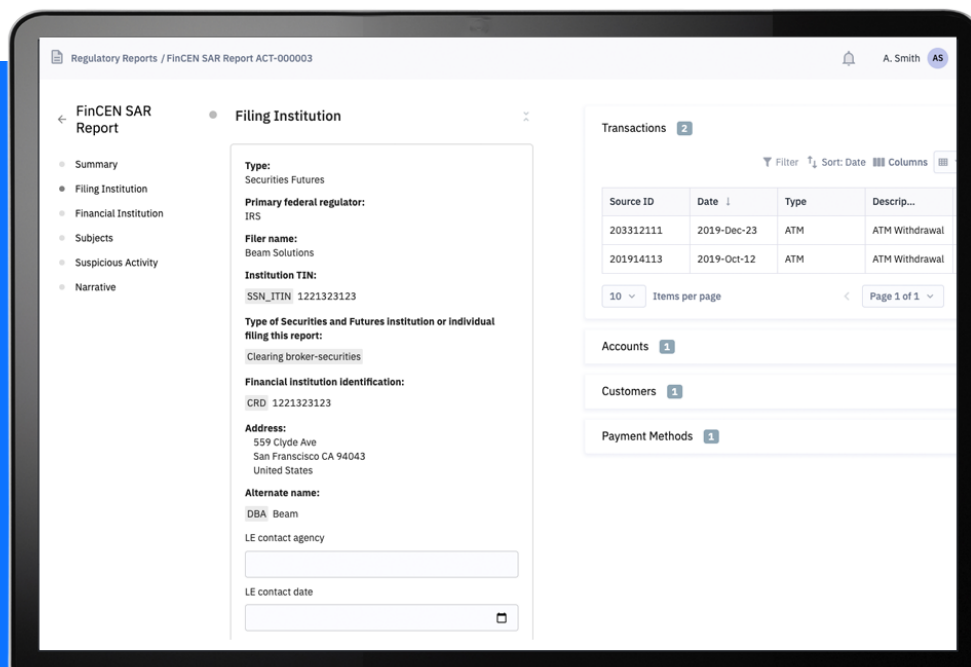 Regulatory Reports / FinCEN SAR Report ACT-000003
A. Smith AS
FinCEN SAR
Report
Summary
Filing Institution
Financial Institution
Subjects
Suspicious Activity
Narrative
Filing Institution
Type:
Securities Futures
Primary federal regulator:
IRS
Filer name:
Beam Solutions
Institution TIN:
SSN_ITIN 1221323123
Type of Securities and Futures institution or individual
filing this report:
Clearing broker-securities
Financial institution identification:
CRD 1221323123
Address:
559 Clyde Ave
San Franscisco CA 94043
United States
Alternate name:
DBA Beam
LE contact agency
LE contact date
Transactions 2
Filter Sort: Date Columns
Source ID Date Type Descrip...
203312111 2019-Dec-23 ATM ATM Withdrawal
201914113 2019-Oct-12 ATM ATM Withdrawal
10 Items per page Page 1 of 1
Accounts 1
Customers 1
Payment Methods 1